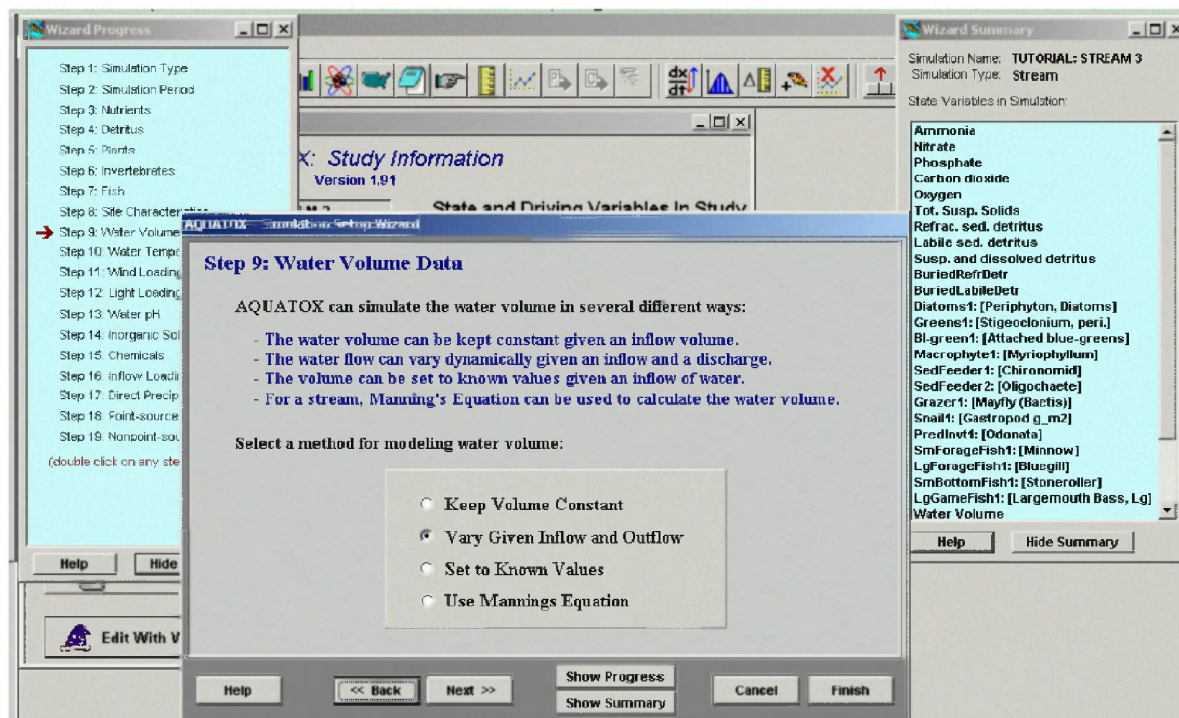 Wizard Progress
Step 1: Simulation Type
Step 2: Simulation Period
Step 3: Nutrients
Step 4: Detritus
Step 5: Plants
Step 6: Invertebrates
Step 7: Fish
Step 8: Site
Step 9: Water Volume
Step 10: Water
Step 11: Wind Loading
Step 12: Light Loading
Step 13: Water pH
Step 14: Inorganic
Step 15: Chemicals
Step 16: Inflow
Step 17: Direct
Step 18: Point-source
Step 19:
(double click on any
Help
Hide
Edit With
dx
dt
Study Information
Version 1.91
State and Driving Variables In Study
AQUATOX-- Simulation Setup Wizard
Step 9: Water Volume Data
AQUATOX can simulate the water volume in several different ways:
- The water volume can be kept constant given an inflow volume.
- The water flow can vary dynamically given an inflow and a discharge.
- The volume can be set to known values given an inflow of water.
- For a stream, Manning's Equation can be used to calculate the water volume.
Select a method for modeling water volume:
Keep Volume Constant
Vary Given Inflow and Outflow
Set to Known Values
Use Mannings Equation
Help
<< Back
Next >>
Show Progress
Show Summary
Cancel
Finish
Wizard Summary
Simulation Name: TUTORIAL: STREAM 3
Simulation Type: Stream
State Variables in Simulation:
Ammonia
Nitrate
Phosphate
Carbon dioxide
Oxygen
Tot. Susp. Solids
Refrac. sed. detritus
Labile sed. detritus
Susp. and dissolved detritus
BuriedRefrDetr
BuriedLabileDetr
Diatoms1: [Periphyton, Diatoms]
Greens1: [Stigeoclonium, peri.]
Bl-green1: [Attached blue-greens]
Macrophyte1: [Myriophyllum]
SedFeeder1: [Chironomid]
SedFeeder2: [Oligochaete]
Grazer1: [Mayfly (Baetis)]
Snail1: [Gastropod g_m2]
PredInvt1: [Odonata]
SmForageFish1: [Minnow]
LgForageFish1: [Bluegill]
SmBottomFish1: [Stoneroller]
LgGameFish1: [Largemouth Bass, Lg]
Water Volume
Help
Hide Summary